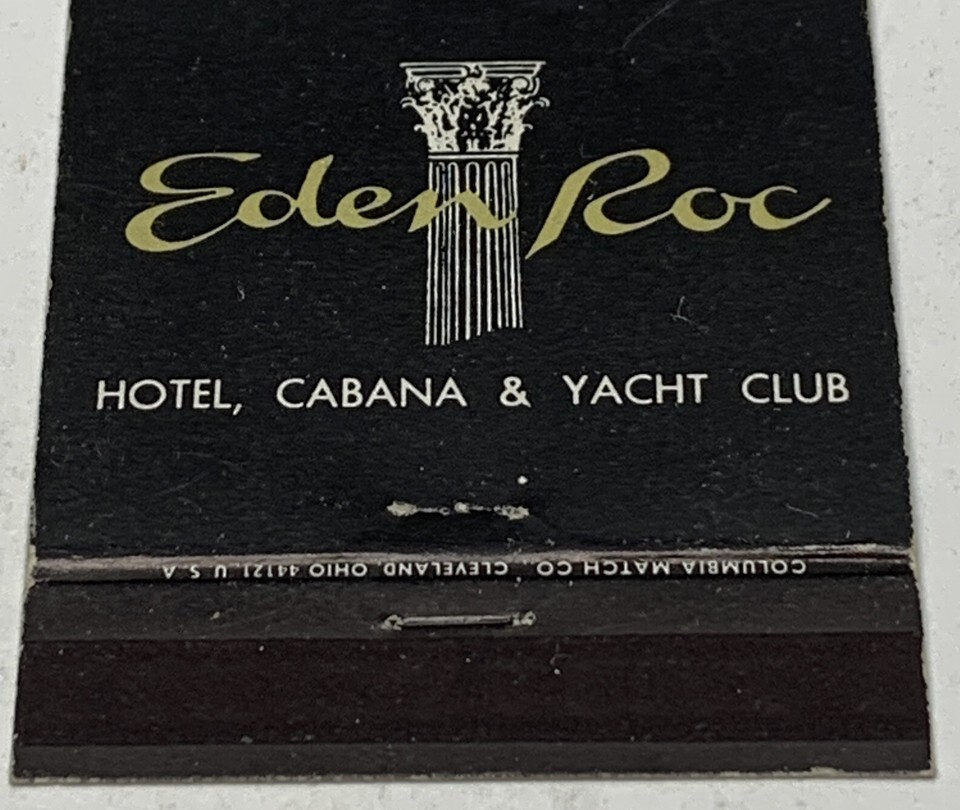 Eden Roc
HOTEL, CABANA & YACHT CLUB
COLUMBIA MATCH CO., CLEVELAND, OHIO 44121, U S A